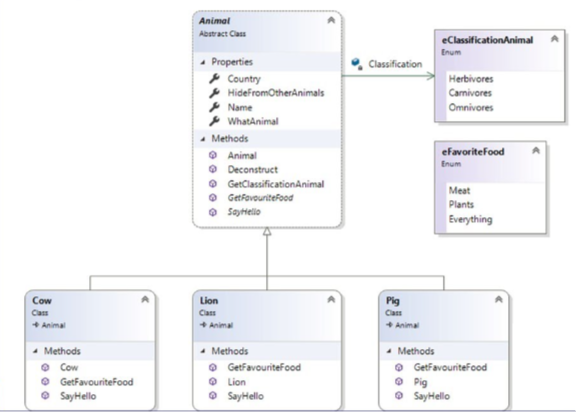 Animal
Abstract Class
Properties
Country
HideFromOtherAnimals
Name
WhatAnimal
Methods
Animal
Deconstruct
GetClassificationAnimal
GetFavouriteFood
SayHello
Classification
eClassificationAnimal
Enum
Herbivores
Carnivores
Omnivores
eFavoriteFood
Enum
Meat
Plants
Everything
Cow
Class
Animal
Methods
Cow
GetFavouriteFood
SayHello
Lion
Class
Animal
Methods
GetFavouriteFood
Lion
SayHello
Pig
Class
Animal
Methods
GetFavouriteFood
Pig
SayHello